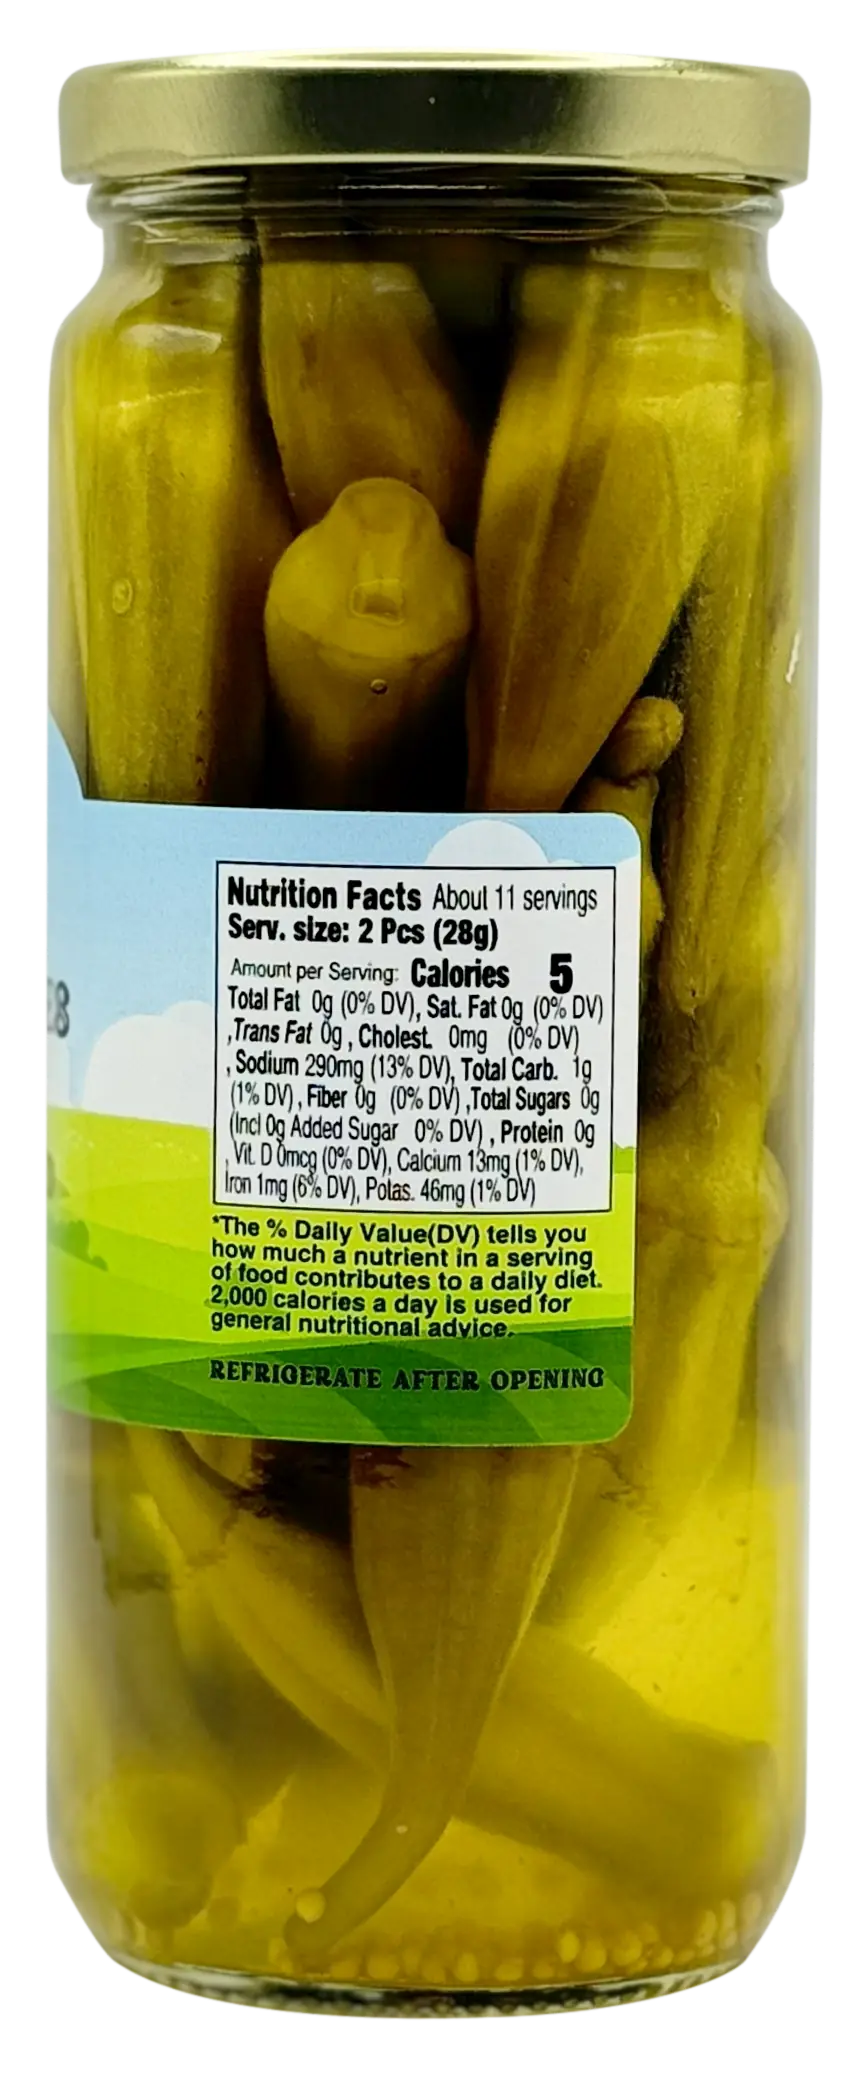 Nutrition Facts About 11 servings
Serv. size: 2 Pcs (28g)
Amount per Serving: Calories 5
Total Fat 0g (0% DV), Sat. Fat 0g (0% DV)
,Trans Fat 0g, Cholest. 0mg (0% DV)
, Sodium 290mg (13% DV), Total Carb. 1g
(1% DV), Fiber 0g (0% DV) ,Total Sugars 0g
(Incl 0g Added Sugar 0% DV) , Protein 0g
, Vit. D 0mcg (0% DV), Calcium 13mg (1% DV),
Iron 1mg (6% DV), Potas. 46mg (1% DV)
*The % Daily Value(DV) tells you
how much a nutrient in a serving
of food contributes to a daily diet.
2,000 calories a day is used for
general nutritional advice.
REFRIGERATE AFTER OPENING